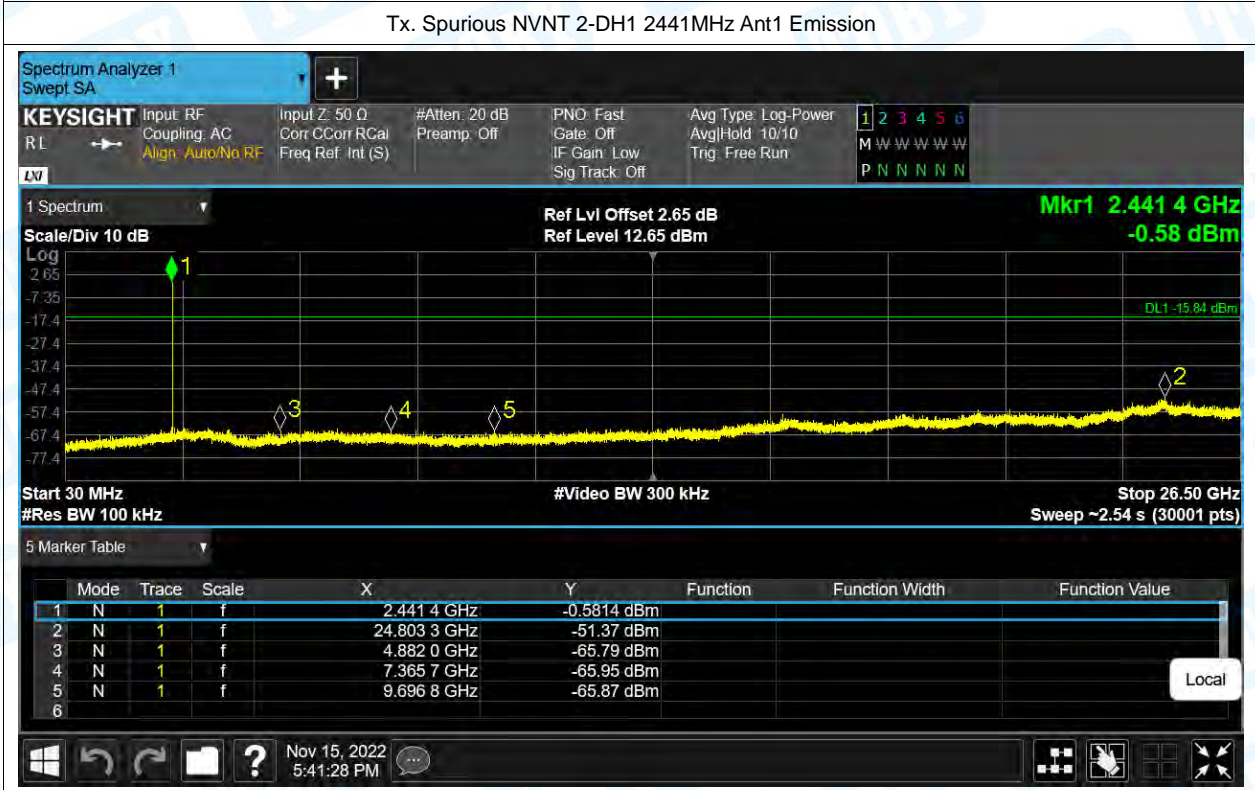 Tx. Spurious NVNT 2-DH1 2441MHz Ant1 Emission
Spectrum Analyzer 1
Swept SA
+
KEYSIGHT
RL
LXI
Input: RF
Coupling: AC
Align: Auto/No RF
Input Z: 50 Ω
Corr CCorr RCal
Freq Ref: Int (S)
#Atten: 20 dB
Preamp: Off
PNO: Fast
Gate: Off
IF Gain: Low
Sig Track: Off
Avg Type: Log-Power
Avg|Hold: 10/10
Trig: Free Run
1 2 3 4 5 6
M W W W W W
P N N N N N
1 Spectrum
Scale/Div 10 dB
Ref Lvl Offset 2.65 dB
Ref Level 12.65 dBm
Mkr1 2.441 4 GHz
-0.58 dBm
Log
2.65
-7.35
-17.4
-27.4
-37.4
-47.4
-57.4
-67.4
-77.4
1
DL1 -15.84 dBm
2
3
4
5
Start 30 MHz
#Video BW 300 kHz
Stop 26.50 GHz
#Res BW 100 kHz
Sweep ~2.54 s (30001 pts)
5 Marker Table
Mode Trace Scale X Y Function Function Width Function Value
1 N 1 f 2.441 4 GHz -0.5814 dBm
2 N 1 f 24.803 3 GHz -51.37 dBm
3 N 1 f 4.882 0 GHz -65.79 dBm
4 N 1 f 7.365 7 GHz -65.95 dBm
5 N 1 f 9.696 8 GHz -65.87 dBm
6
Local
?
Nov 15, 2022
5:41:28 PM